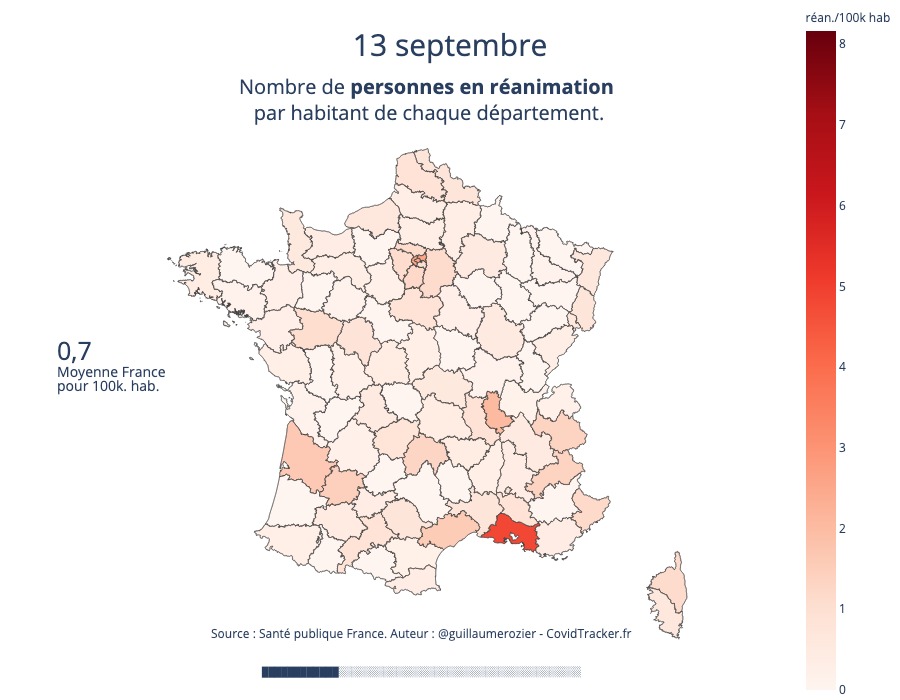 réan./100k hab
13 septembre
Nombre de personnes en réanimation
par habitant de chaque département.
8
7
6
5
4
3
2
1
0
0,7
Moyenne France
pour 100k. hab.
Source : Santé publique France. Auteur : @guillaumerozier - CovidTracker.fr